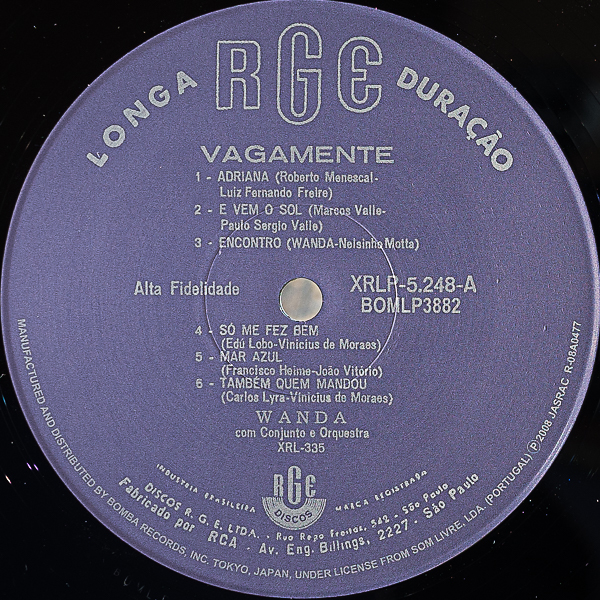 LONGA RGE DURAÇÃO
VAGAMENTE
1 - ADRIANA (Roberto Menescal-
Luiz Fernando Freire)
2 - E VEM O SOL (Marcos Valle-
Paulo Sergio Valle)
3 - ENCONTRO (WANDA-Nelsinho Motta)
Alta Fidelidade
XRLP-5.248-A
BOMLP3882
4 - SÓ ME FEZ BEM
(Edú Lobo-Vinicius de Moraes)
5 - MAR AZUL
(Francisco Heime-João Vitório)
6 - TAMBÉM QUEM MANDOU
(Carlos Lyra-Vinicius de Moraes)
WANDA
com Conjunto e Orquestra
XRL-335
INDUSTRIA BRASILEIRA
RGE
DISCOS
MARCA REGISTRADA
DISCOS R. G. E. LTDA. - Rua Rego Freitas, 542 - São Paulo
Fabricado por RCA - Av. Eng. Billings, 2227 - São Paulo
MANUFACTURED AND DISTRIBUTED BY BOMBA RECORDS, INC. TOKYO, JAPAN, UNDER LICENSE FROM SOM LIVRE, LDA. (PORTUGAL) ℗2008 JASRAC R-08A0477